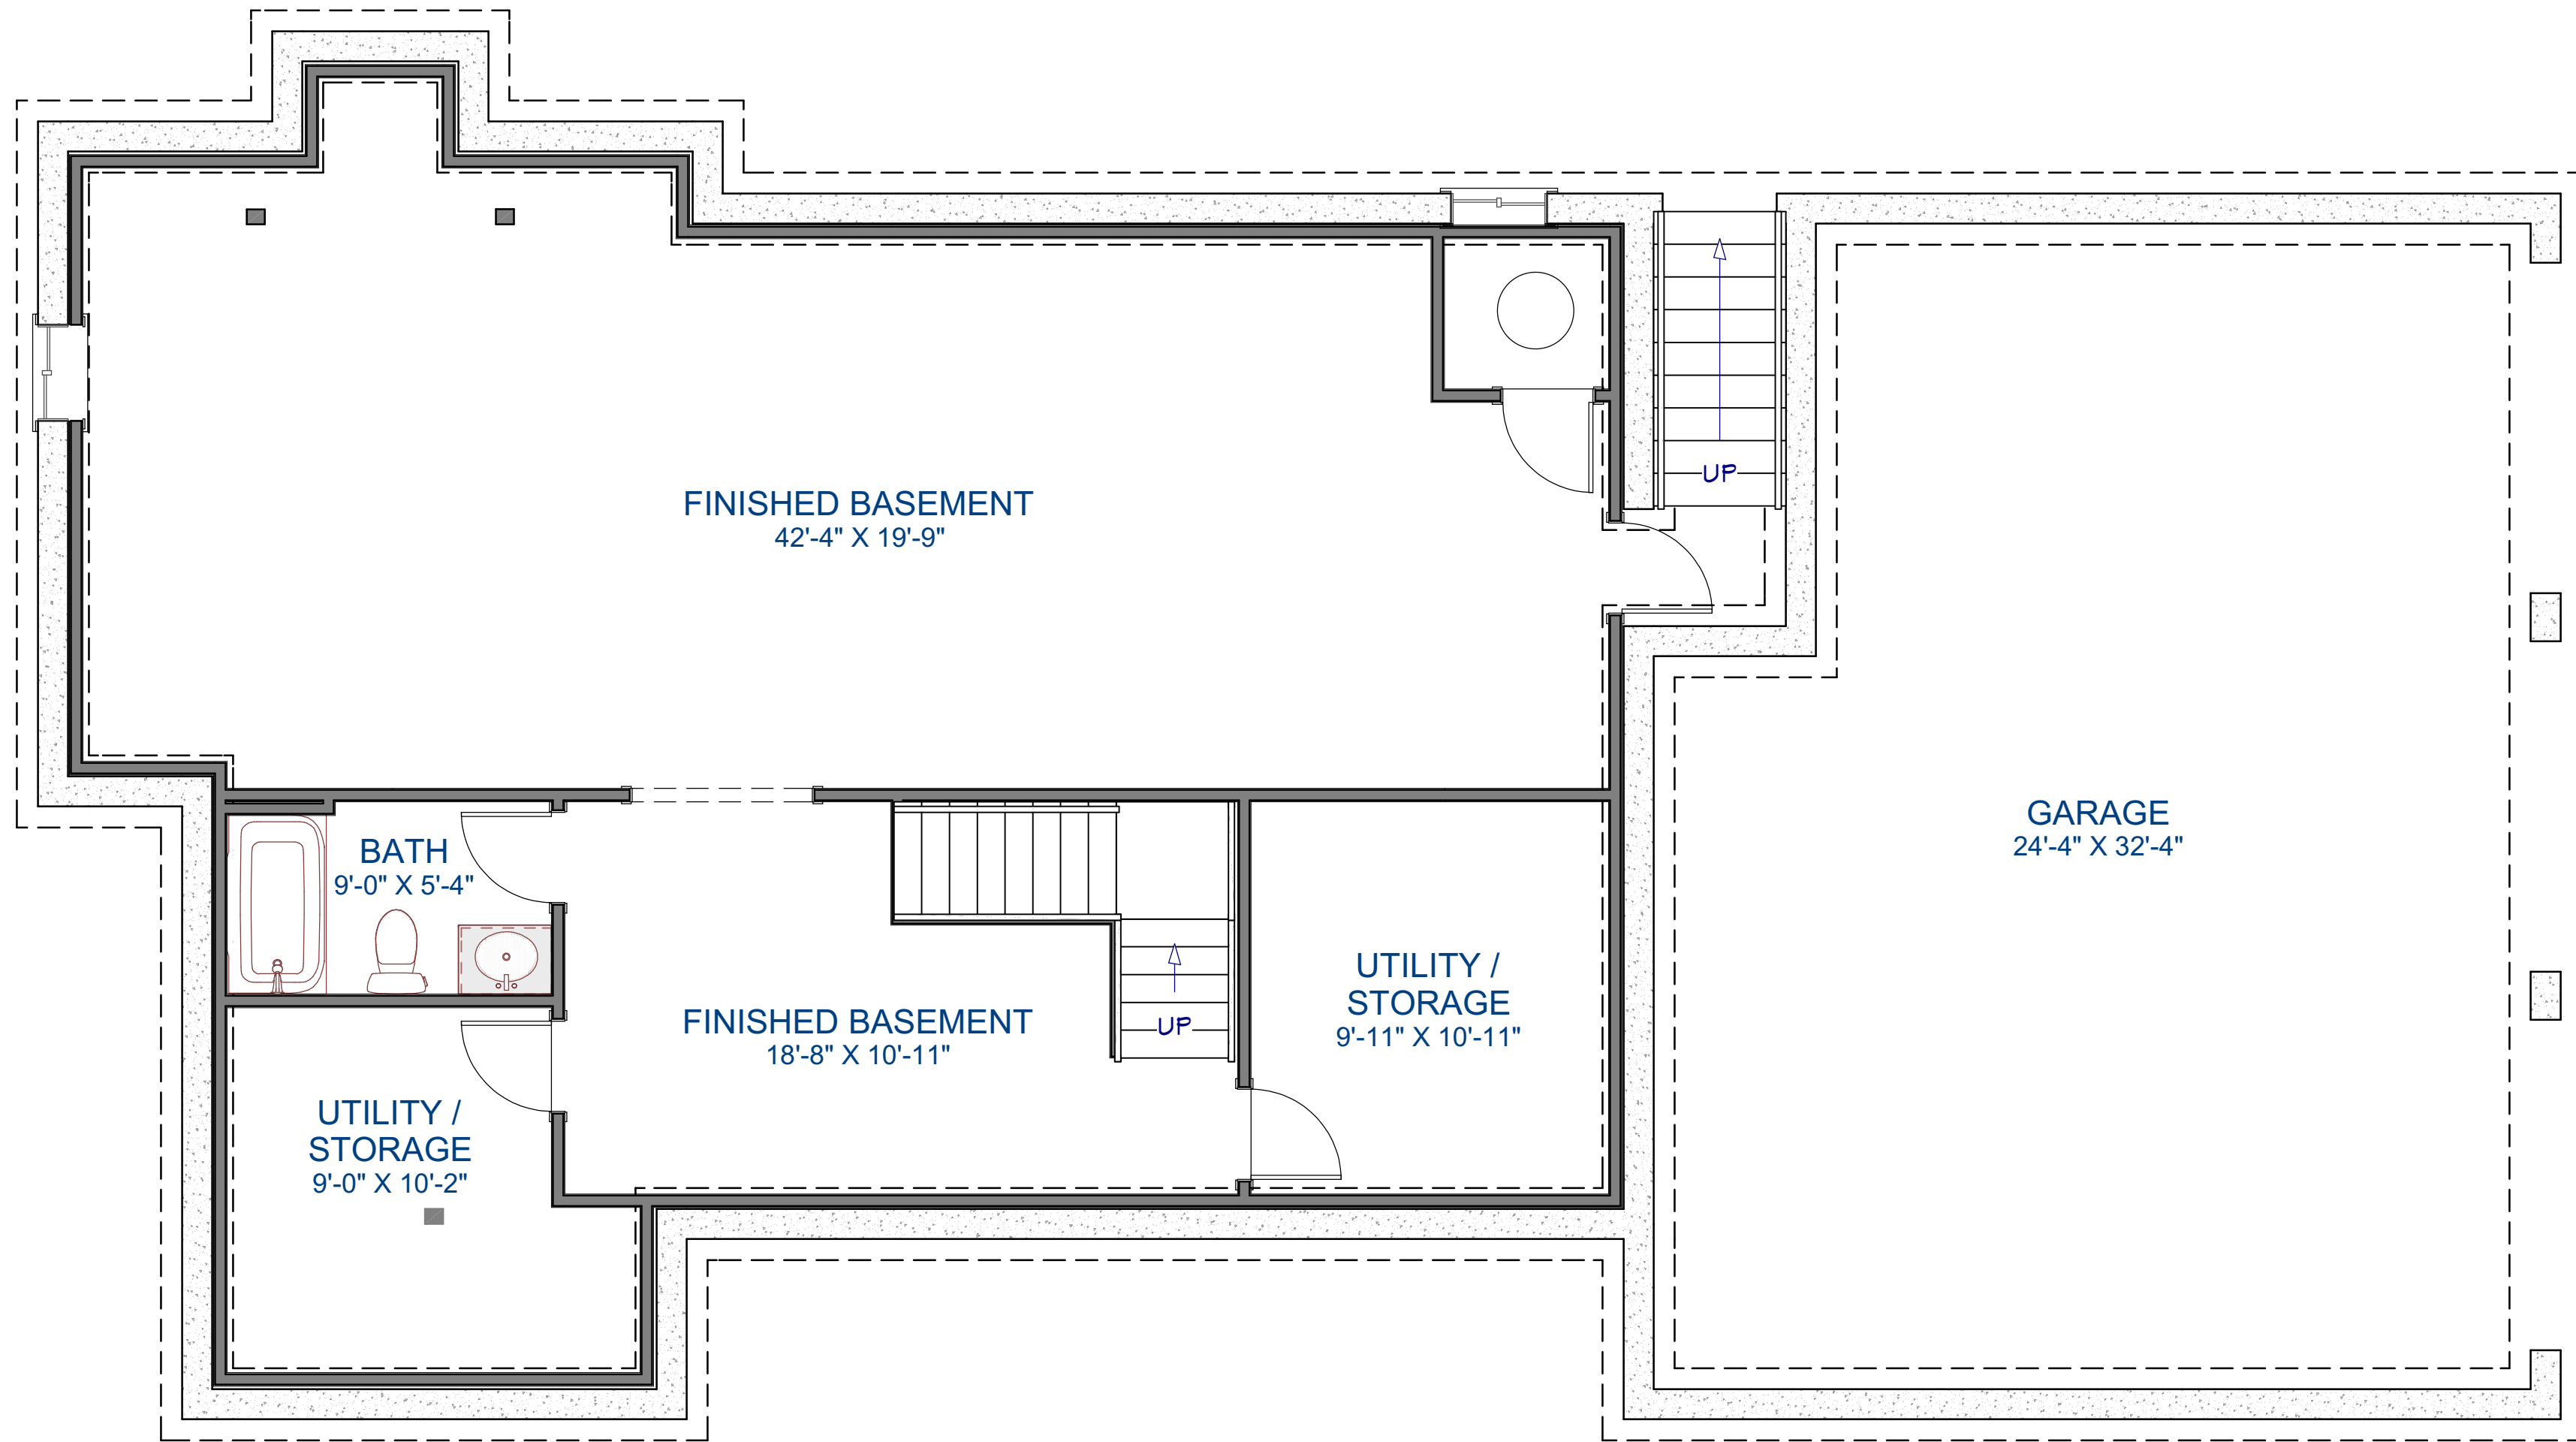 UP
FINISHED BASEMENT
42'-4" X 19'-9"
GARAGE
24'-4" X 32'-4"
BATH
9'-0" X 5'-4"
UTILITY /
STORAGE
9'-11" X 10'-11"
FINISHED BASEMENT
18'-8" X 10'-11"
UP
UTILITY /
STORAGE
9'-0" X 10'-2"